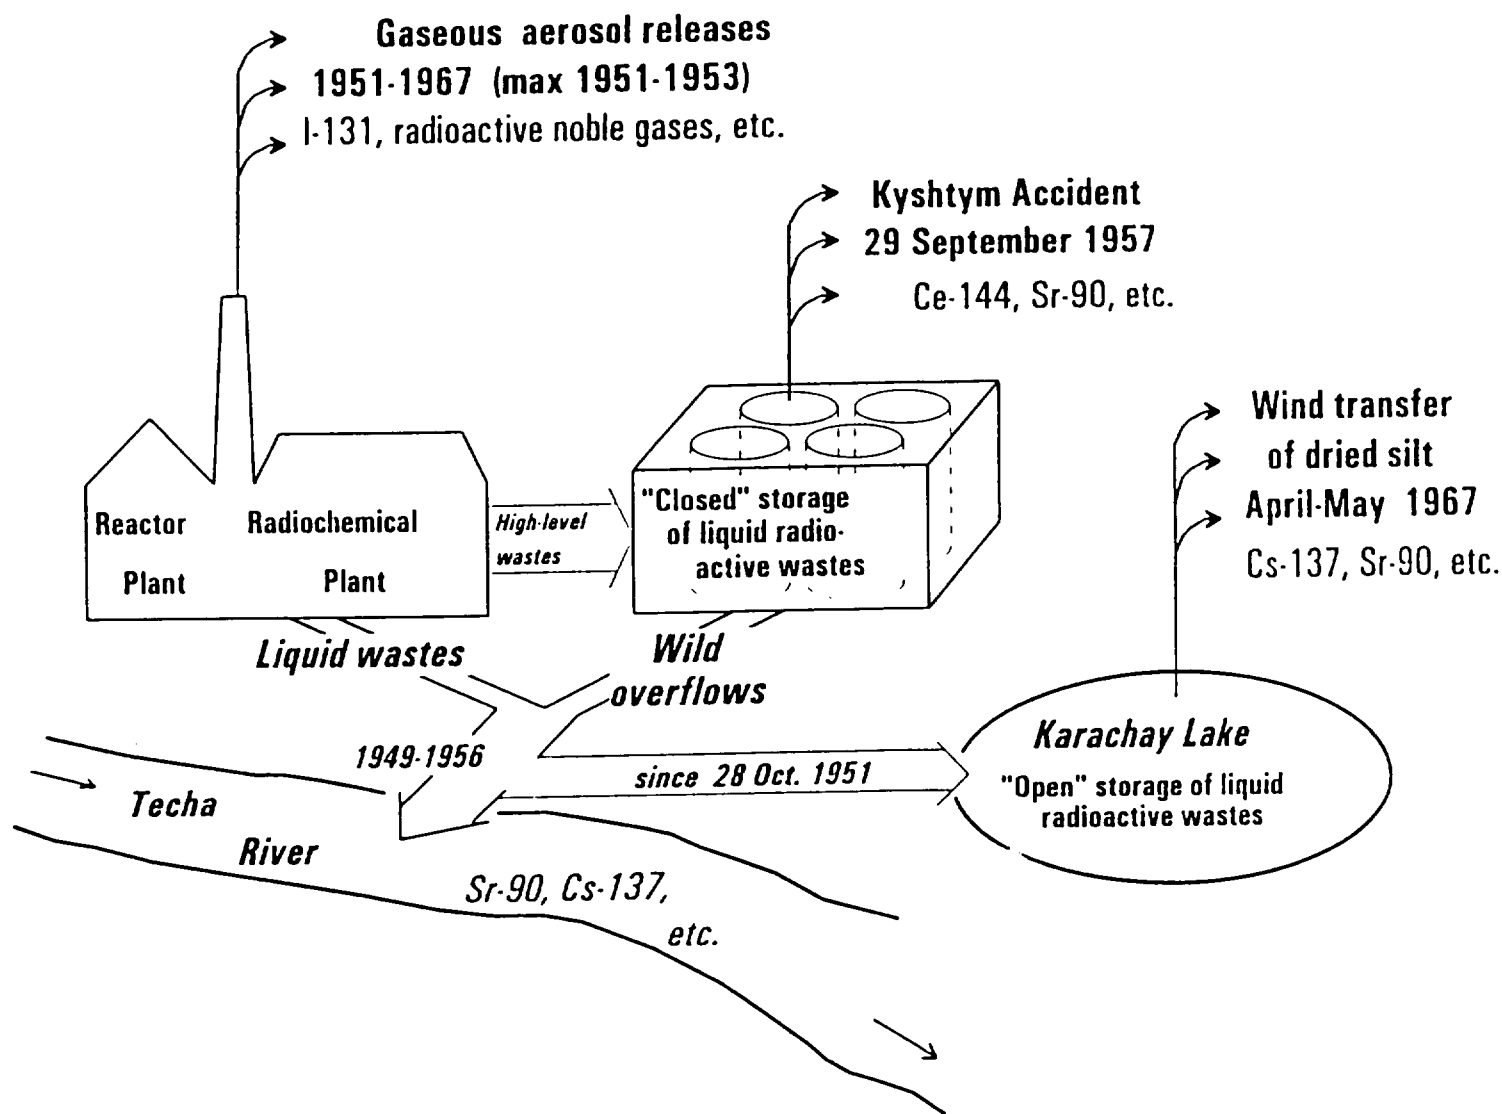 Gaseous aerosol releases
1951-1967 (max 1951-1953)
I-131, radioactive noble gases, etc.
Kyshtym Accident
29 September 1957
Ce-144, Sr-90, etc.
Wind transfer
of dried silt
April-May 1967
Cs-137, Sr-90, etc.
Reactor
Plant
Radiochemical
Plant
High-level
wastes
"Closed" storage
of liquid radio-
active wastes
Liquid wastes
Wild
overflows
1949-1956
since 28 Oct. 1951
Karachay Lake
"Open" storage of liquid
radioactive wastes
Techa
River
Sr-90, Cs-137,
etc.